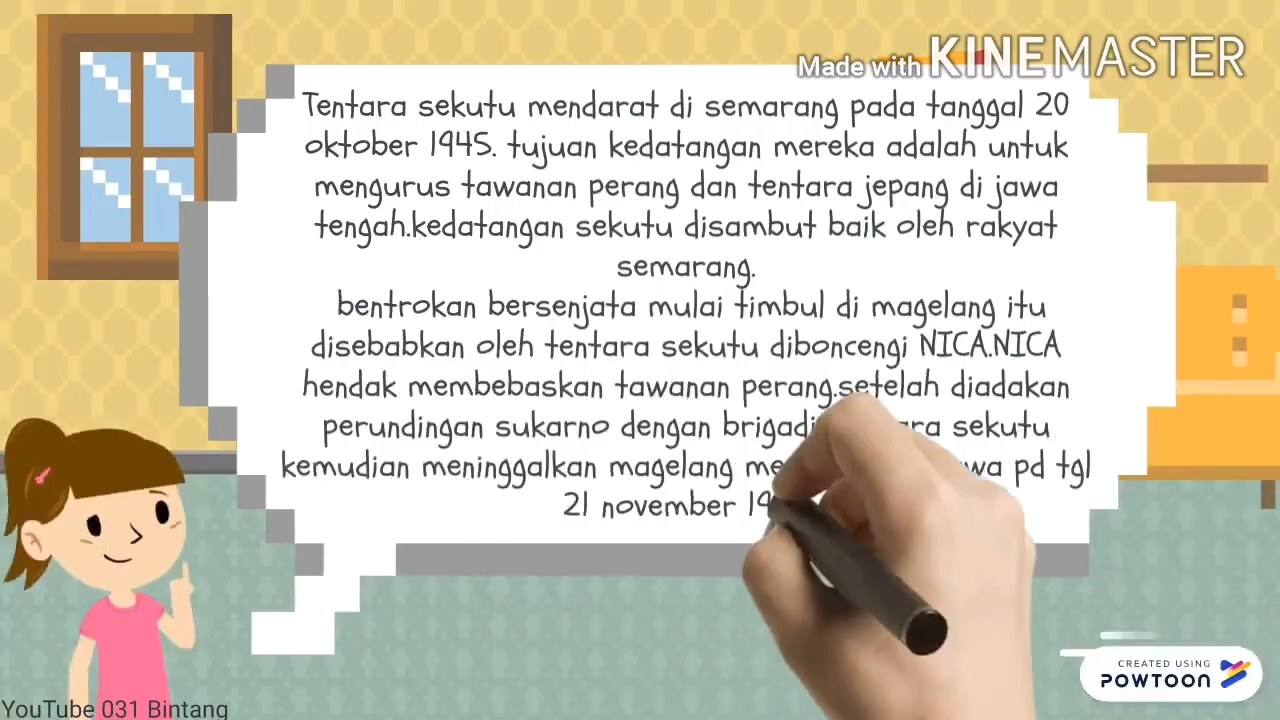 Made with KINEMASTER
Tentara sekutu mendarat di semarang pada tanggal 20
oktober 1945. tujuan kedatangan mereka adalah untuk
mengurus tawanan perang dan tentara jepang di jawa
tengah.kedatangan sekutu disambut baik oleh rakyat
semarang.
bentrokan bersenjata mulai timbul di magelang itu
disebabkan oleh tentara sekutu diboncengi NICA.NICA
hendak membebaskan tawanan perang.setelah diadakan
perundingan sukarno dengan sekutu
kemudian meninggalkan magelang pd tgl
21 november
CREATED USING
POWTOON
YouTube 031 Bintang